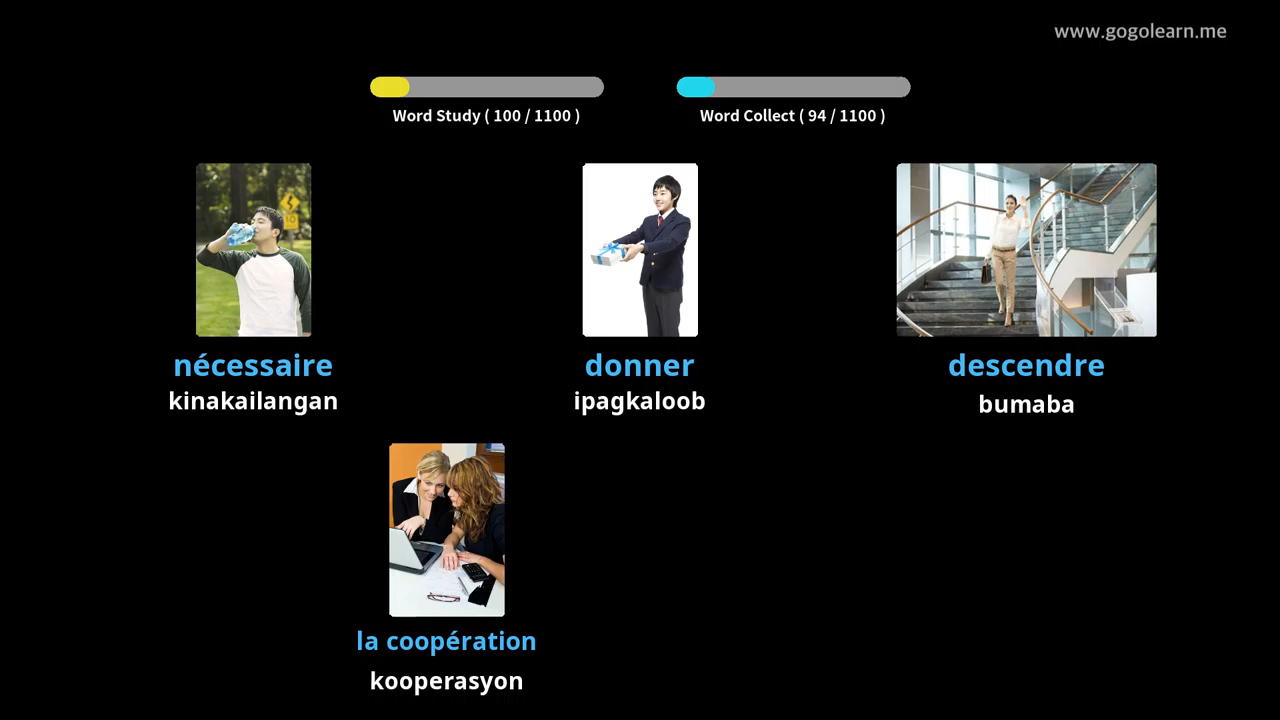 www.gogolearn.me
Word Study ( 100 / 1100 )
Word Collect ( 94 / 1100 )
nécessaire
kinakailangan
donner
ipagkaloob
descendre
bumaba
la coopération
kooperasyon